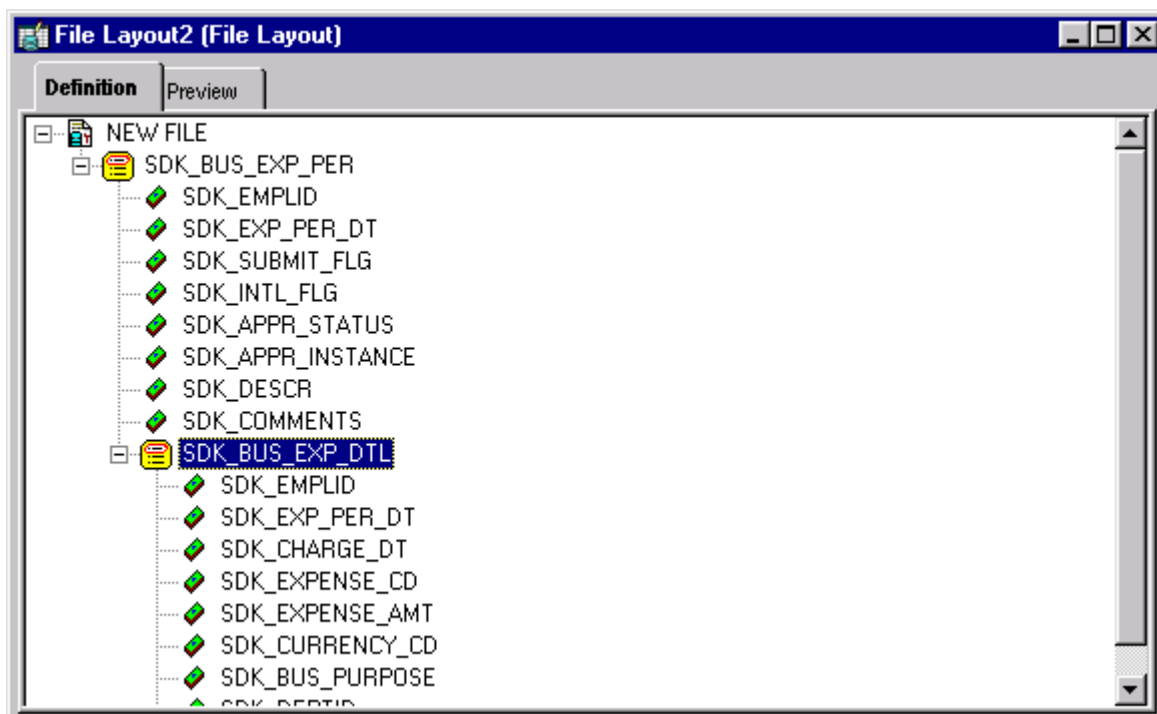 File Layout2 (File Layout)
Definition Preview
NEW FILE
SDK_BUS_EXP_PER
SDK_EMPLID
SDK_EXP_PER_DT
SDK_SUBMIT_FLG
SDK_INTL_FLG
SDK_APPR_STATUS
SDK_APPR_INSTANCE
SDK_DESCR
SDK_COMMENTS
SDK_BUS_EXP_DTL
SDK_EMPLID
SDK_EXP_PER_DT
SDK_CHARGE_DT
SDK_EXPENSE_CD
SDK_EXPENSE_AMT
SDK_CURRENCY_CD
SDK_BUS_PURPOSE
SDK_DEPTID